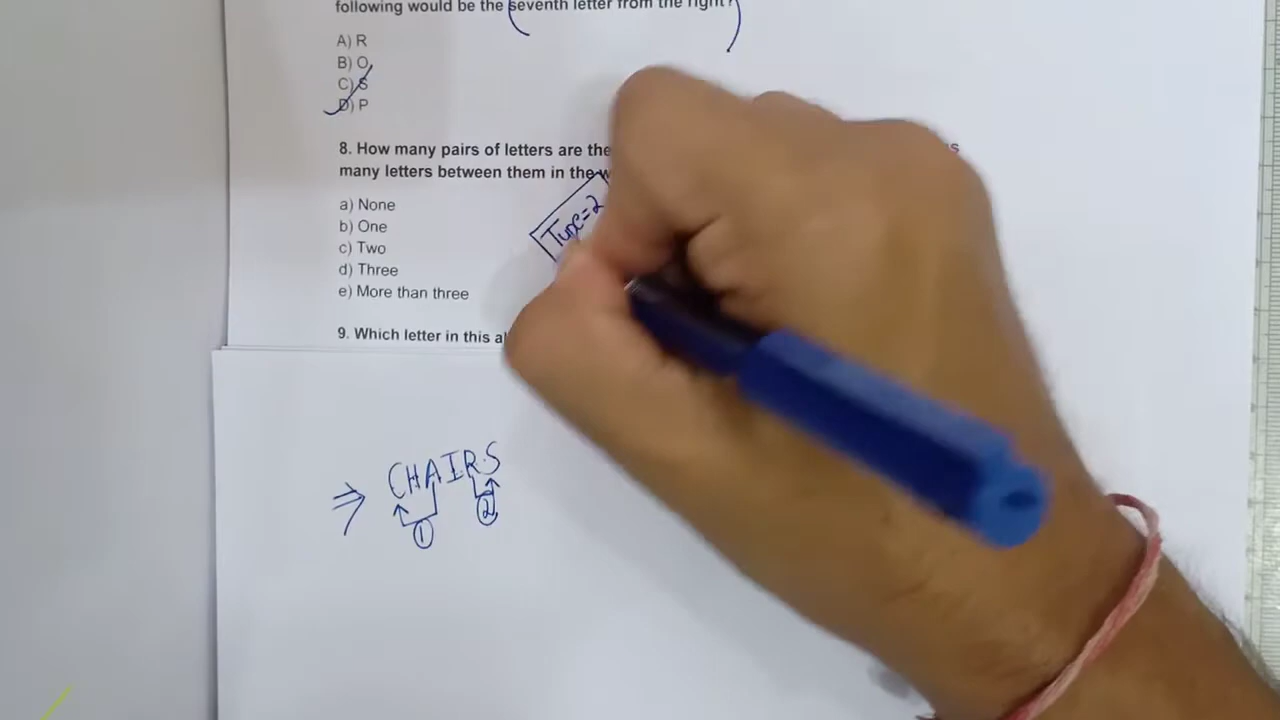 following would be the seventh letter from the right?
A) R
B) O
C) S
D) P
8. How many pairs of letters are the
many letters between them in the w
Type=2
a) None
b) One
c) Two
d) Three
e) More than three
9. Which letter in this a
⇒ CHAIRS
1 2